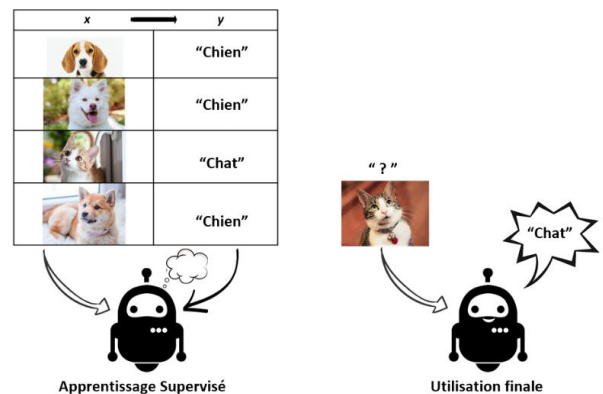 x y
“Chien”
“Chien”
“Chat”
“Chien”
“ ? ”
“Chat”
Apprentissage Supervisé
Utilisation finale